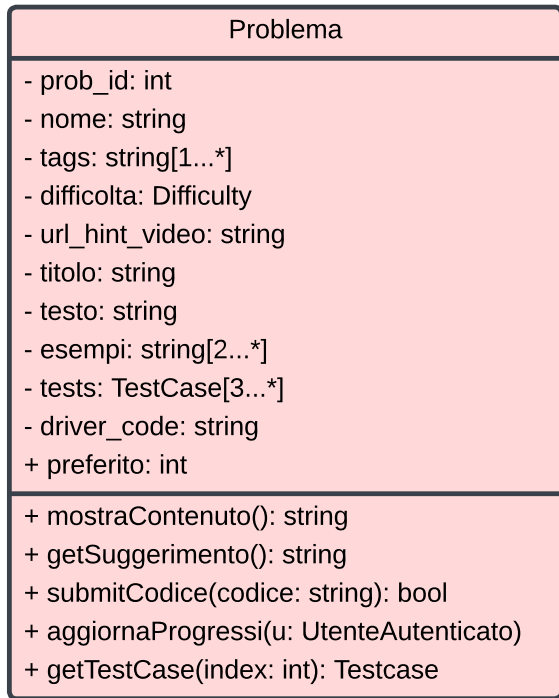 Problema
- prob_id: int
- nome: string
- tags: string[1...*]
- difficolta: Difficulty
- url_hint_video: string
- titolo: string
- testo: string
- esempi: string[2...*]
- tests: TestCase[3...*]
- driver_code: string
+ preferito: int
+ mostraContenuto(): string
+ getSuggerimento(): string
+ submitCodice(codice: string): bool
+ aggiornaProgressi(u: UtenteAutenticato)
+ getTestCase(index: int): Testcase